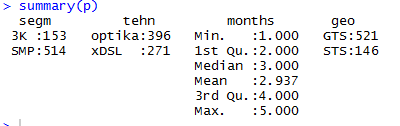 > summary(p)
segm tehn months geo
3K :153 optika:396 Min. :1.000 GTS:521
SMP:514 xDSL :271 1st Qu.:2.000 STS:146
Median :3.000
Mean :2.937
3rd Qu.:4.000
Max. :5.000
>